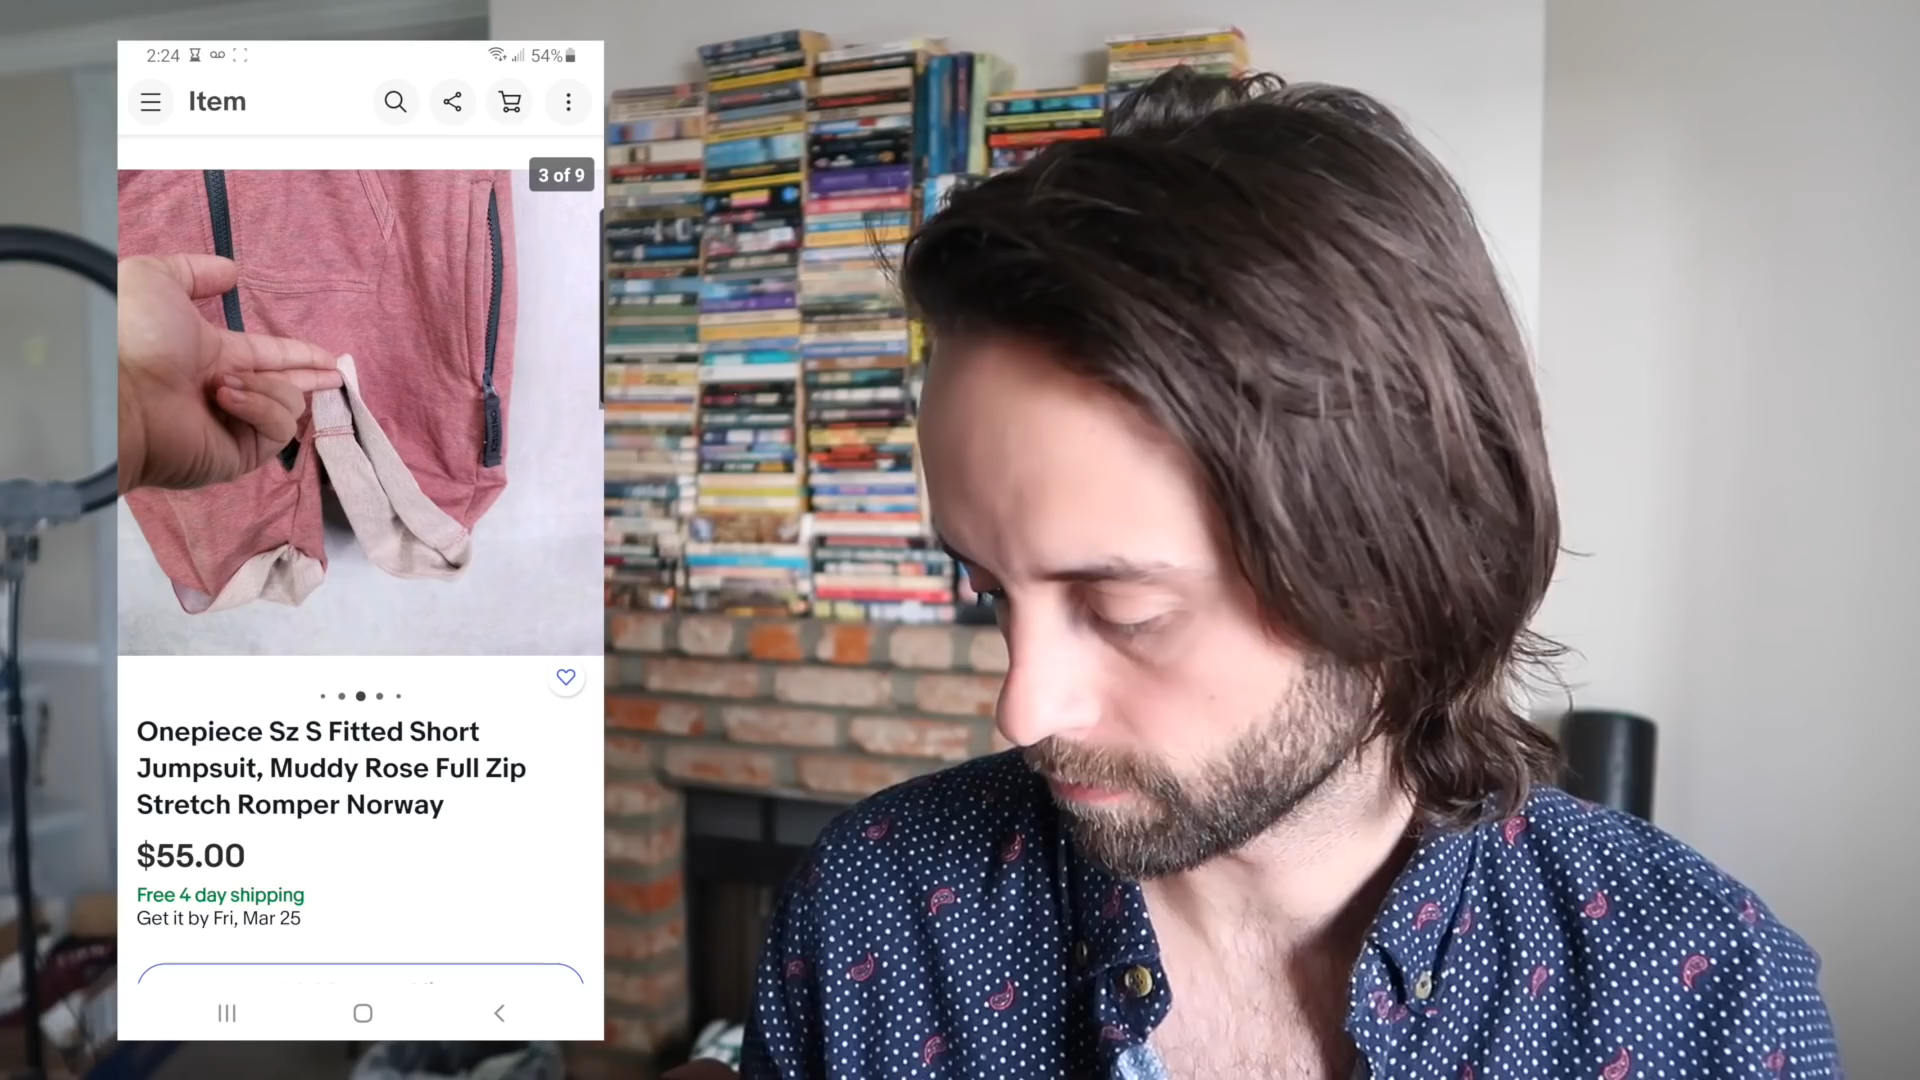 2:24 54%
Item
3 of 9
Onepiece Sz S Fitted Short
Jumpsuit, Muddy Rose Full Zip
Stretch Romper Norway
$55.00
Free 4 day shipping
Get it by Fri, Mar 25